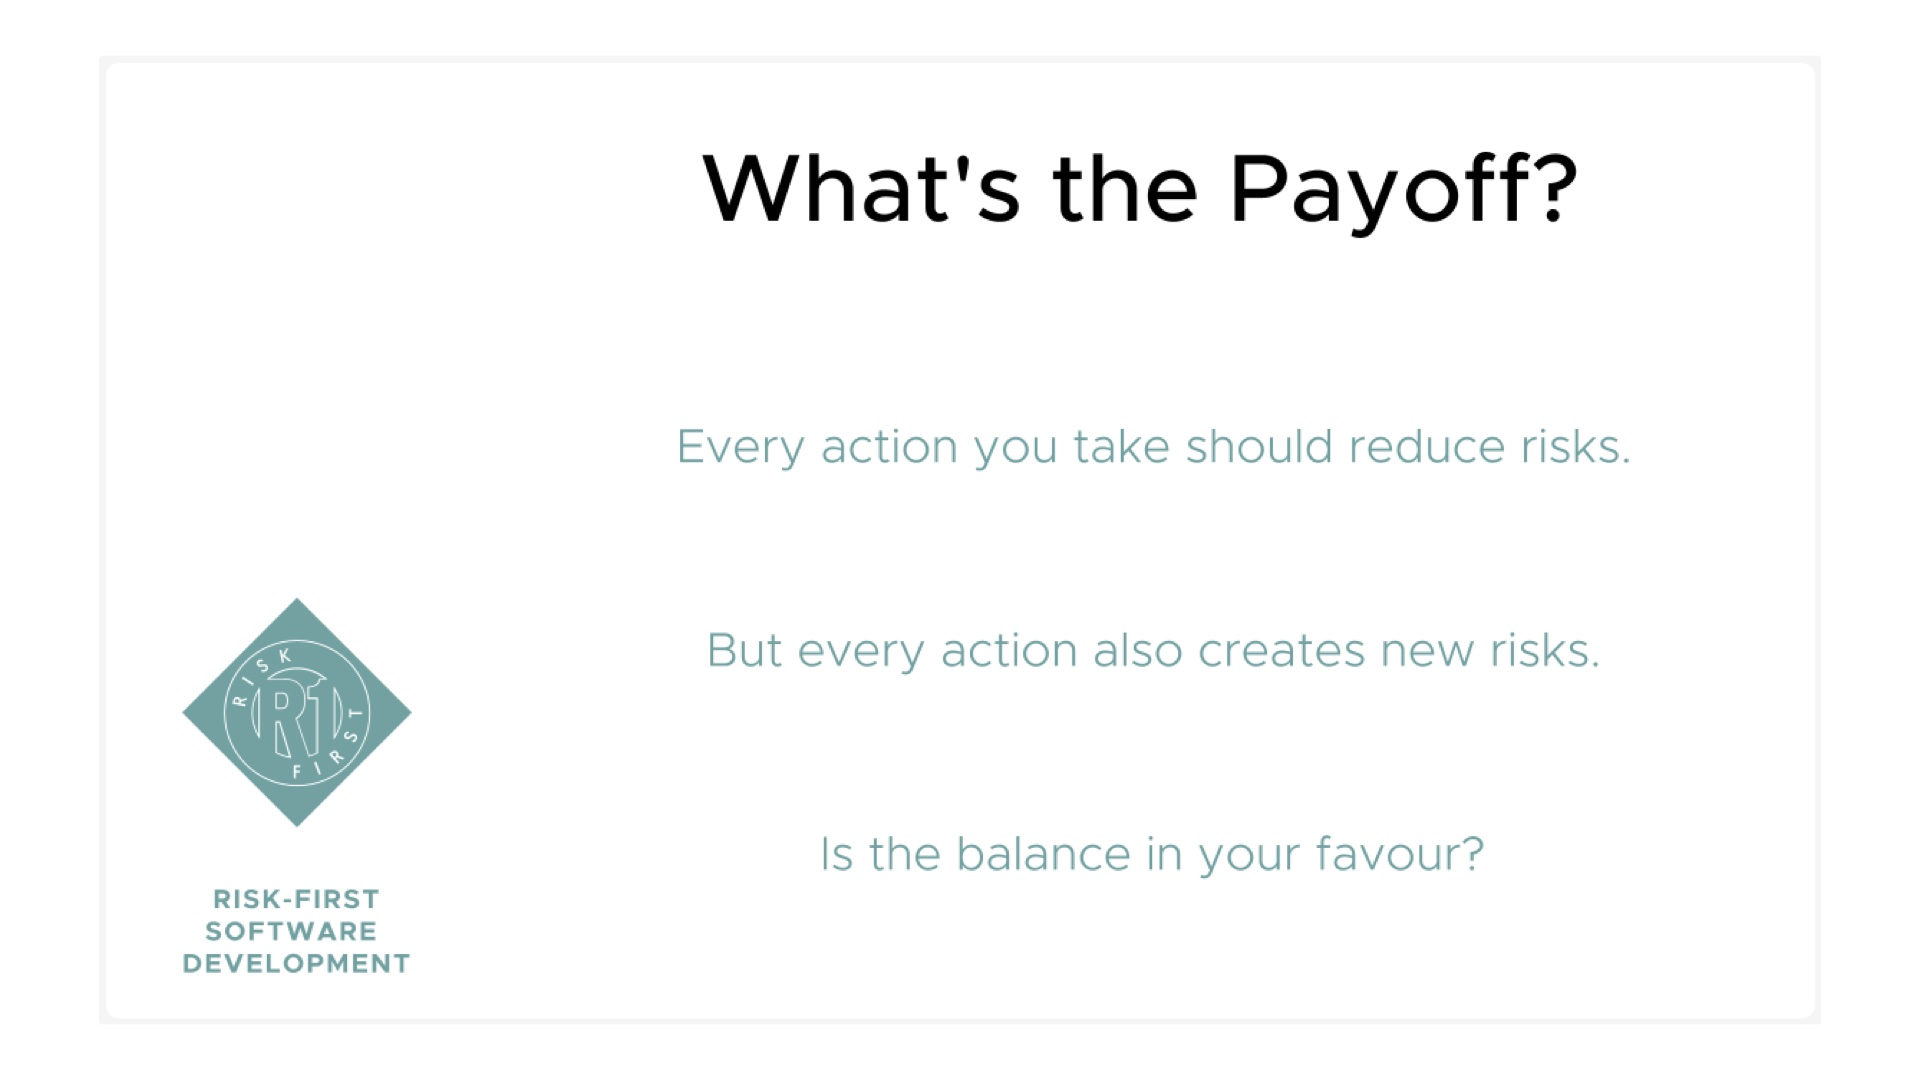 What's the Payoff?
Every action you take should reduce risks.
But every action also creates new risks.
Is the balance in your favour?
RISK
R1
FIRST
RISK-FIRST
SOFTWARE
DEVELOPMENT